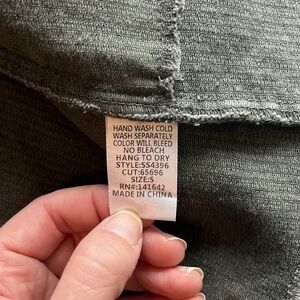 HAND WASH COLD
WASH SEPARATELY
COLOR WILL BLEED
NO BLEACH
HANG TO DRY
STYLE:SS4396
CUT:65696
SIZE:S
RN#:141642
MADE IN CHINA